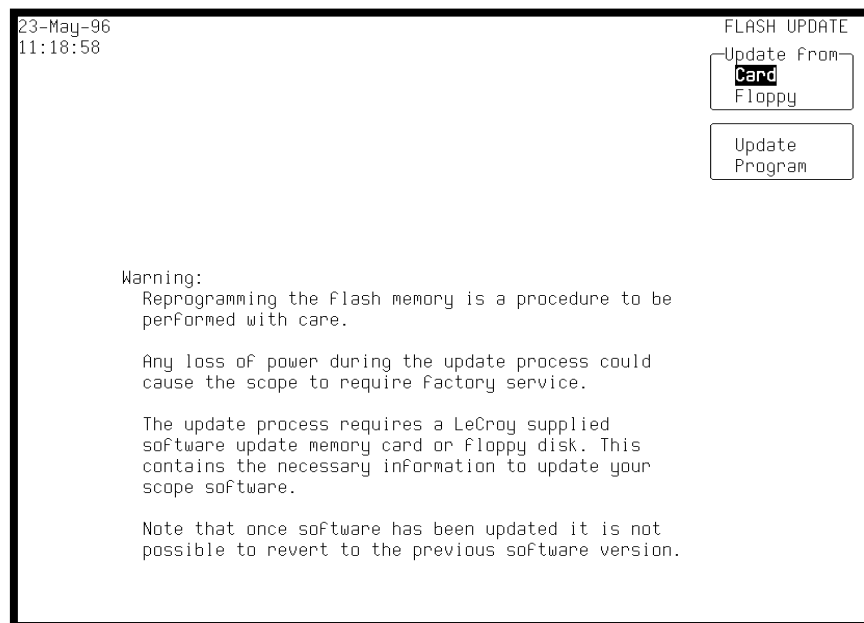 23-May-96
11:18:58
FLASH UPDATE
Update from
Card
Floppy
Update
Program
Warning:
Reprogramming the flash memory is a procedure to be
performed with care.
Any loss of power during the update process could
cause the scope to require factory service.
The update process requires a LeCroy supplied
software update memory card or floppy disk. This
contains the necessary information to update your
scope software.
Note that once software has been updated it is not
possible to revert to the previous software version.